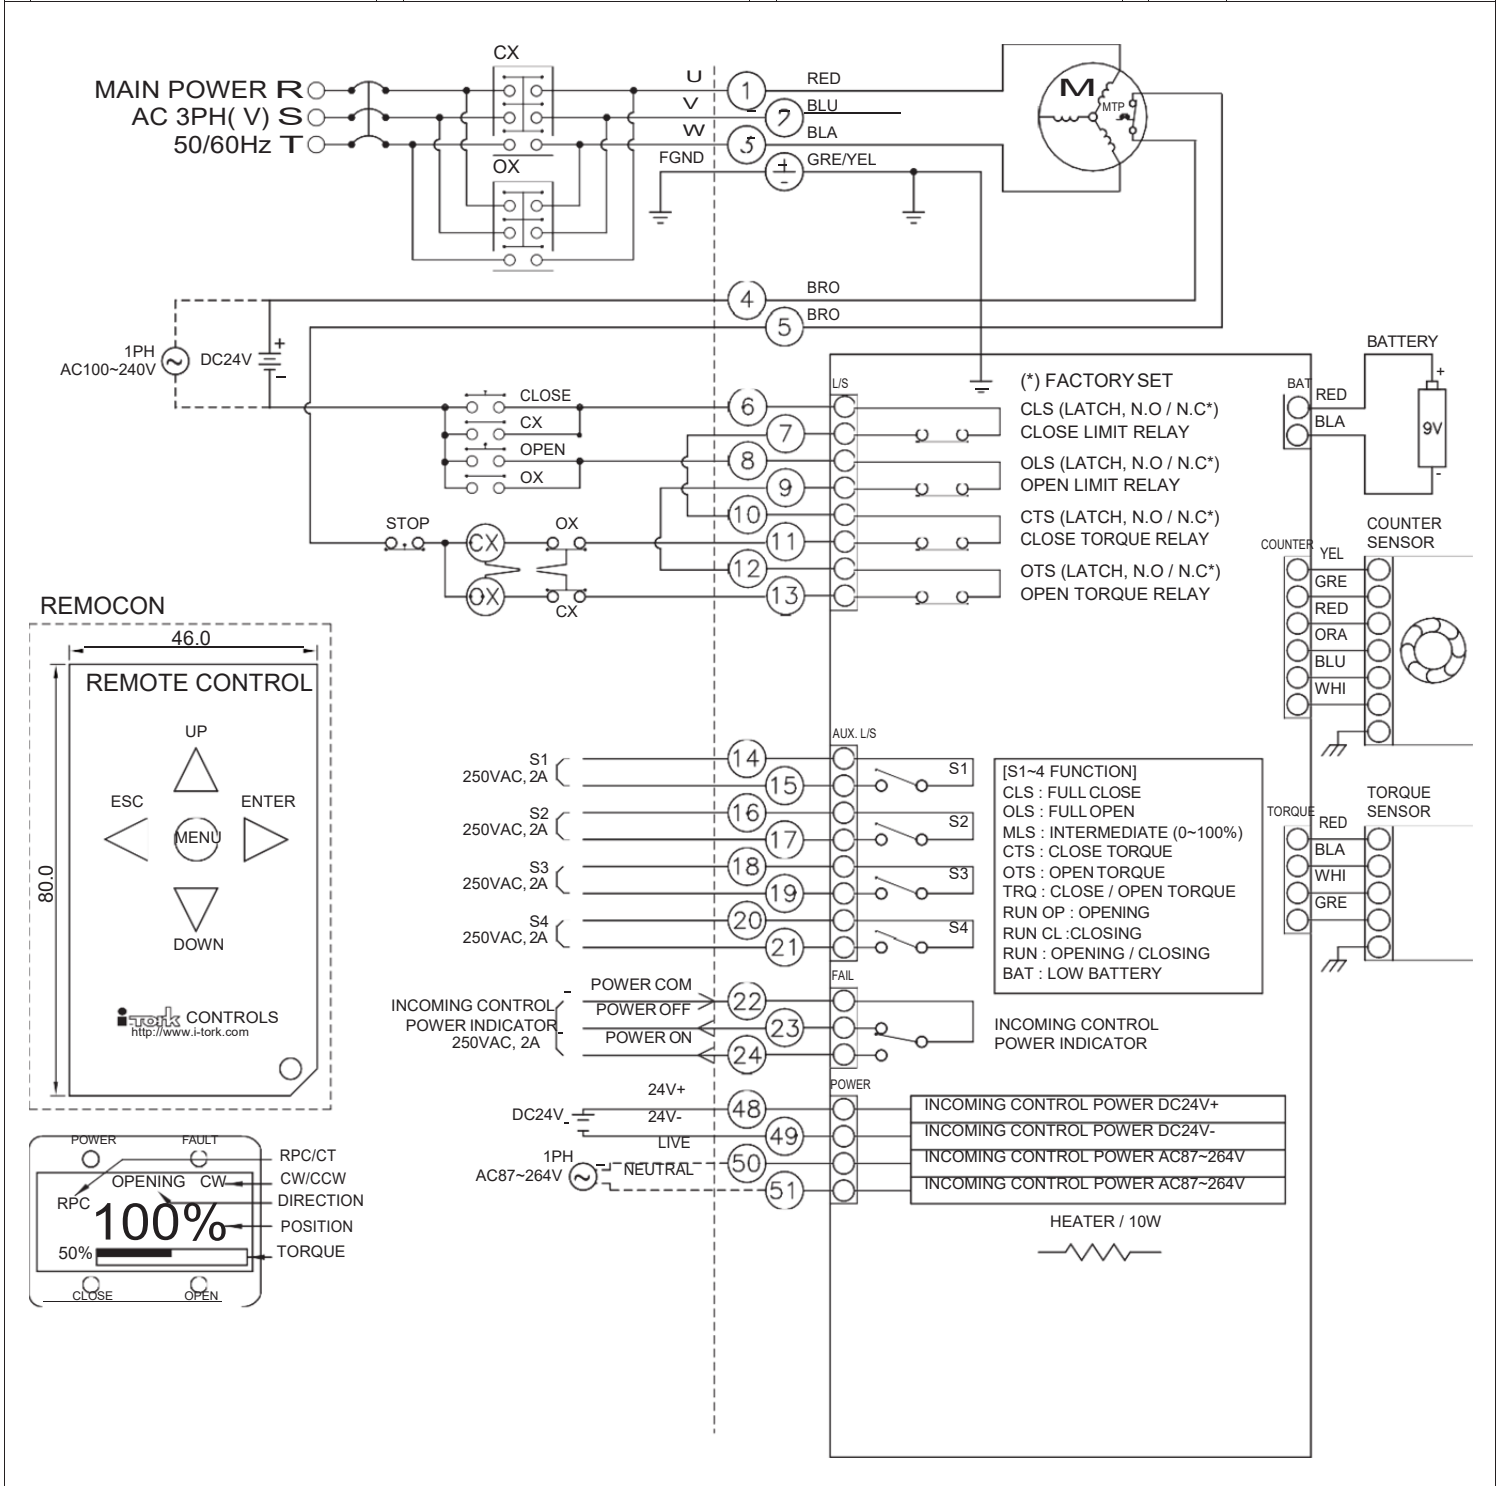 CX
MAIN POWER R
AC 3PH( V) S
50/60Hz T
OX
U
V
W
FGND
1
2
3
RED
BLU
BLA
GRE/YEL
M
MTP
4
BRO
5
BRO
1PH
AC100~240V
DC24V
+
−
CLOSE
CX
OPEN
OX
STOP
CX
OX
OX
CX
6
7
8
9
10
11
12
13
L/S
(*) FACTORY SET
CLS (LATCH, N.O / N.C*)
CLOSE LIMIT RELAY
OLS (LATCH, N.O / N.C*)
OPEN LIMIT RELAY
CTS (LATCH, N.O / N.C*)
CLOSE TORQUE RELAY
OTS (LATCH, N.O / N.C*)
OPEN TORQUE RELAY
BAT
RED
BLA
BATTERY
+
9V
-
COUNTER
YEL
GRE
RED
ORA
BLU
WHI
COUNTER
SENSOR
REMOCON
46.0
80.0
REMOTE CONTROL
UP
ESC
ENTER
MENU
DOWN
i-TORK CONTROLS
http://www.i-tork.com
AUX. L/S
S1
250VAC, 2A
14
15
S1
S2
250VAC, 2A
16
17
S2
S3
250VAC, 2A
18
19
S3
S4
250VAC, 2A
20
21
S4
[S1~4 FUNCTION]
CLS : FULL CLOSE
OLS : FULL OPEN
MLS : INTERMEDIATE (0~100%)
CTS : CLOSE TORQUE
OTS : OPEN TORQUE
TRQ : CLOSE / OPEN TORQUE
RUN OP : OPENING
RUN CL :CLOSING
RUN : OPENING / CLOSING
BAT : LOW BATTERY
TORQUE
RED
BLA
WHI
GRE
TORQUE
SENSOR
FAIL
INCOMING CONTROL
POWER INDICATOR
250VAC, 2A
POWER COM
POWER OFF
POWER ON
22
23
24
INCOMING CONTROL
POWER INDICATOR
POWER
DC24V
24V+
24V-
LIVE
NEUTRAL
1PH
AC87~264V
48
49
50
51
INCOMING CONTROL POWER DC24V+
INCOMING CONTROL POWER DC24V-
INCOMING CONTROL POWER AC87~264V
INCOMING CONTROL POWER AC87~264V
HEATER / 10W
POWER
FAULT
OPENING CW
RPC
100%
50%
CLOSE
OPEN
RPC/CT
CW/CCW
DIRECTION
POSITION
TORQUE